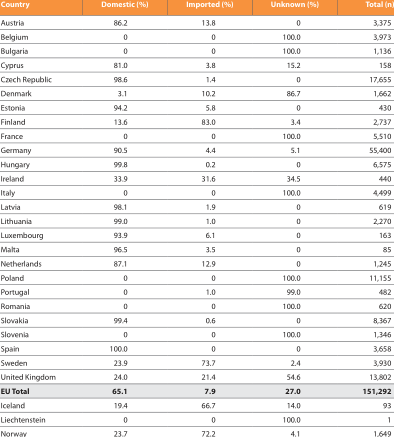 Country Domestic (%) Imported (%) Unknown (%) Total (n)
Austria 86.2 13.8 0 3,375
Belgium 0 0 100.0 3,973
Bulgaria 0 0 100.0 1,136
Cyprus 81.0 3.8 15.2 158
Czech Republic 98.6 1.4 0 17,655
Denmark 3.1 10.2 86.7 1,662
Estonia 94.2 5.8 0 430
Finland 13.6 83.0 3.4 2,737
France 0 0 100.0 5,510
Germany 90.5 4.4 5.1 55,400
Hungary 99.8 0.2 0 6,575
Ireland 33.9 31.6 34.5 440
Italy 0 0 100.0 4,499
Latvia 98.1 1.9 0 619
Lithuania 99.0 1.0 0 2,270
Luxembourg 93.9 6.1 0 163
Malta 96.5 3.5 0 85
Netherlands 87.1 12.9 0 1,245
Poland 0 0 100.0 11,155
Portugal 0 1.0 99.0 482
Romania 0 0 100.0 620
Slovakia 99.4 0.6 0 8,367
Slovenia 0 0 100.0 1,346
Spain 100.0 0 0 3,658
Sweden 23.9 73.7 2.4 3,930
United Kingdom 24.0 21.4 54.6 13,802
EU Total 65.1 7.9 27.0 151,292
Iceland 19.4 66.7 14.0 93
Liechtenstein 0 0 100.0 1
Norway 23.7 72.2 4.1 1,649